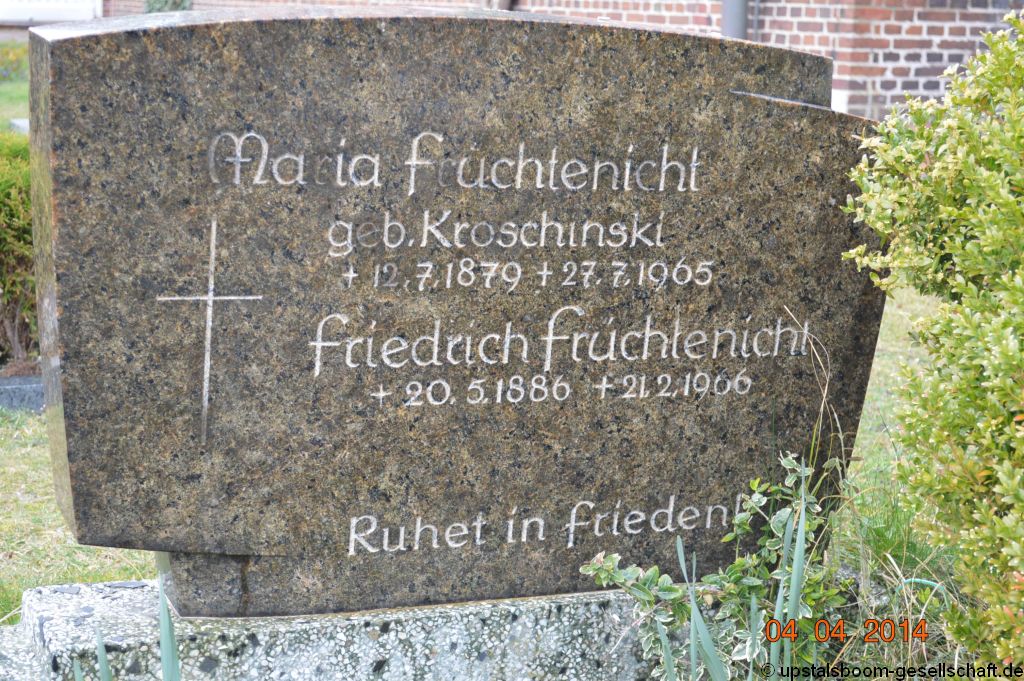 Maria Früchtenicht
geb. Kroschinski
+ 12.7.1879 + 27.7.1965
Friedrich Früchtenicht
+ 20.5.1886 + 21.2.1966
Ruhet in Frieden!
04 04 2014
© upstalsboom-gesellschaft.de